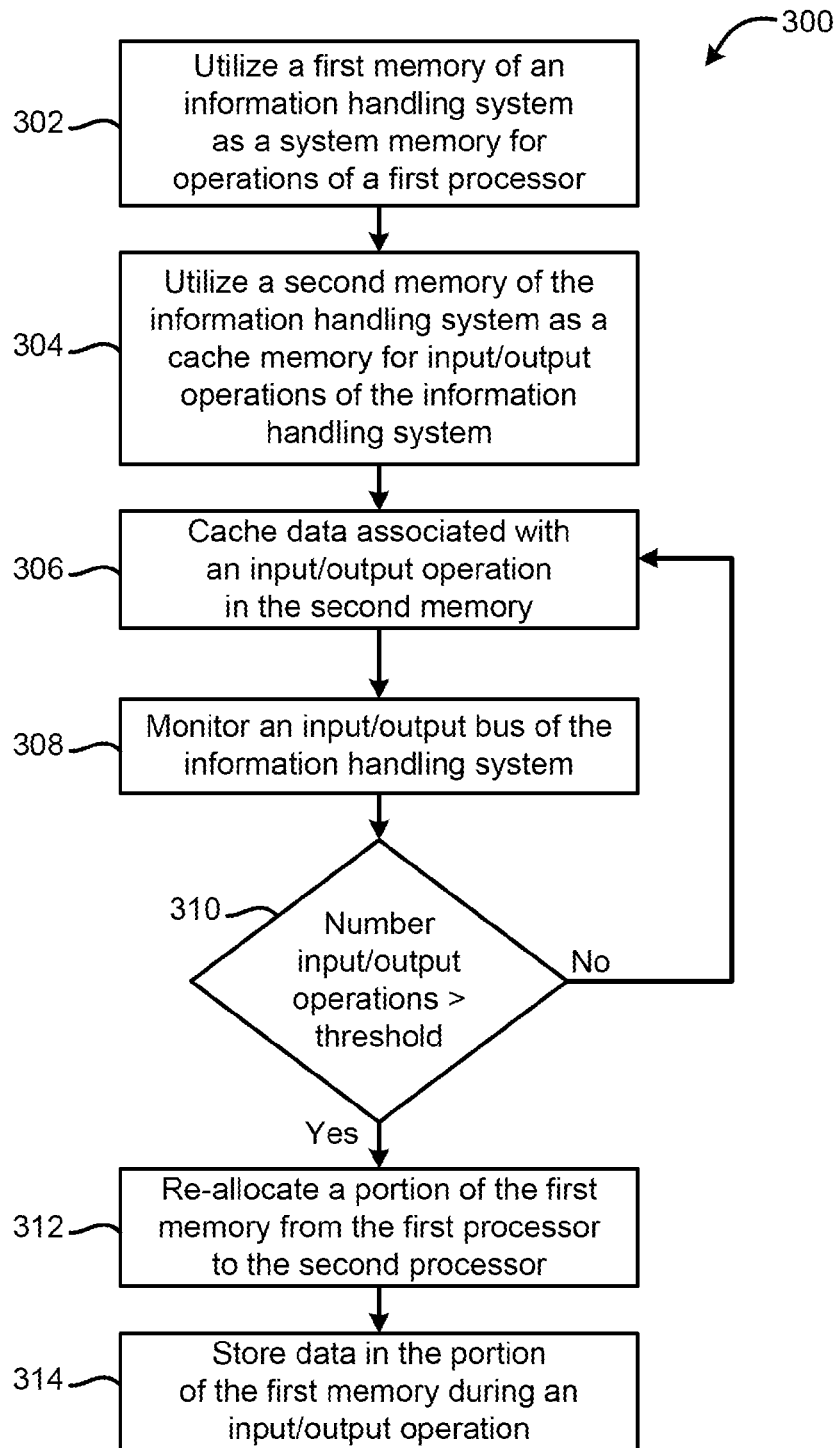 300
302
Utilize a first memory of an
information handling system
as a system memory for
operations of a first processor
304
Utilize a second memory of the
information handling system as a
cache memory for input/output
operations of the information
handling system
306
Cache data associated with
an input/output operation
in the second memory
308
Monitor an input/output bus of the
information handling system
310
Number
input/output
operations >
threshold
No
Yes
312
Re-allocate a portion of the first
memory from the first processor
to the second processor
314
Store data in the portion
of the first memory during an
input/output operation